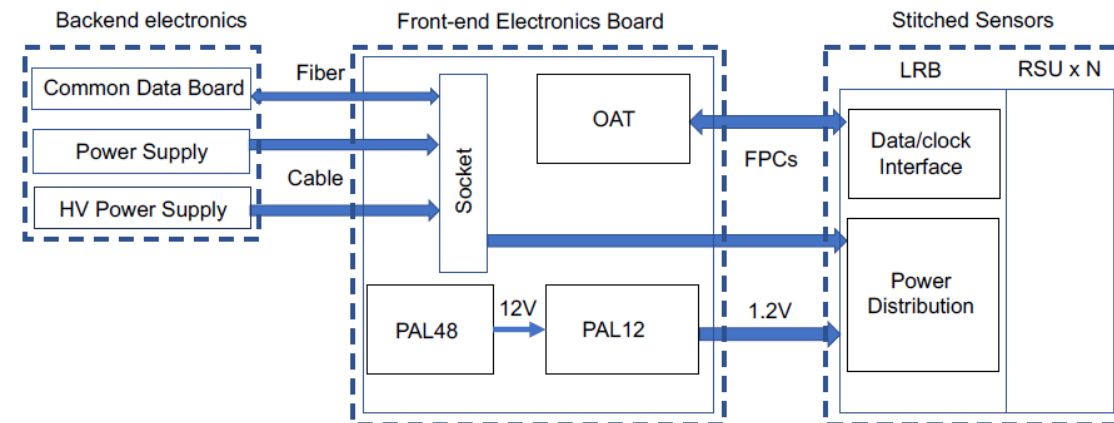 Backend electronics
Front-end Electronics Board
Stitched Sensors
Common Data Board
Power Supply
HV Power Supply
Fiber
Cable
Socket
OAT
PAL48
12V
PAL12
FPCs
1.2V
LRB
RSU x N
Data/clock
Interface
Power
Distribution